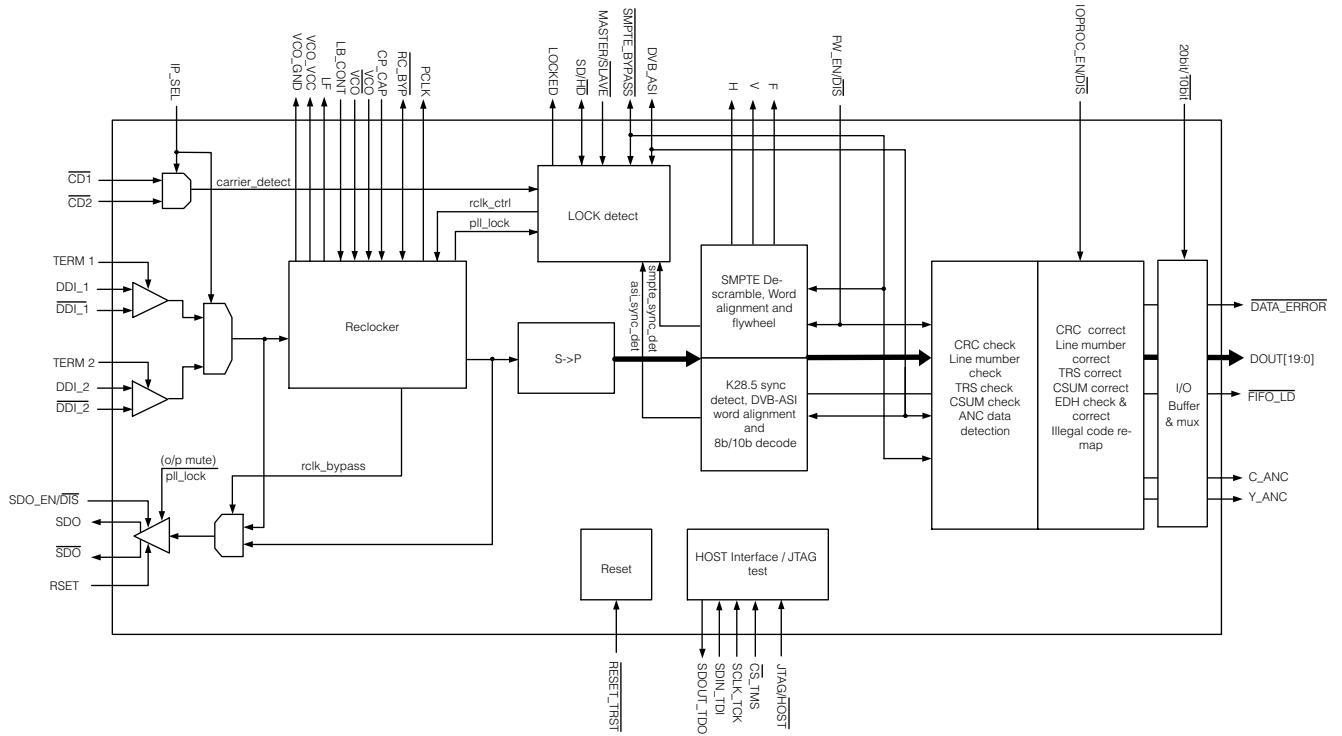 IP_SEL
VCO_GND
VCO_VCC
LF
LB_CONT
VCO
VCO
CP_CAP
RC_BYP
PCLK
LOCKED
SD/HD
MASTER/SLAVE
SMPTE_BYPASS
DVB_ASI
H
V
F
FW_EN/DIS
IOPROC_EN/DIS
20bit/10bit
CD1
CD2
carrier_detect
rclk_ctrl
pll_lock
LOCK detect
TERM 1
DDI_1
DDI_1
TERM 2
DDI_2
DDI_2
Reclocker
S->P
asi_sync_det
smpte_sync_det
SMPTE De-
scramble, Word
alignment and
flywheel
K28.5 sync
detect, DVB-ASI
word alignment
and
8b/10b decode
CRC check
Line mumber
check
TRS check
CSUM check
ANC data
detection
CRC correct
Line number
correct
TRS correct
CSUM correct
EDH check &
correct
Illegal code re-
map
I/O
Buffer
& mux
DATA_ERROR
DOUT[19:0]
FIFO_LD
C_ANC
Y_ANC
rclk_bypass
(o/p mute)
pll_lock
SDO_EN/DIS
SDO
SDO
RSET
Reset
HOST Interface / JTAG
test
RESET_TRST
SDOUT_TDO
SDIN_TDI
SCLK_TCK
CS_TMS
JTAG/HOST